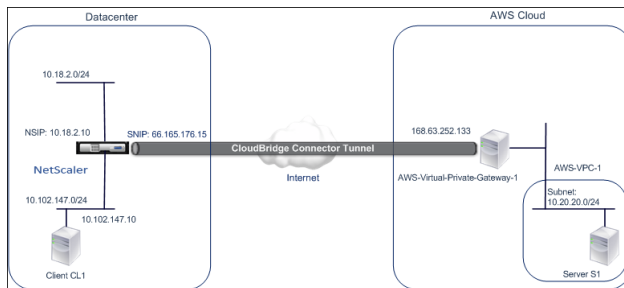 Datacenter
AWS Cloud
10.18.2.0/24
NSIP: 10.18.2.10
SNIP: 66.165.176.15
168.63.252.133
CloudBridge Connector Tunnel
NetScaler
Internet
AWS-Virtual-Private-Gateway-1
AWS-VPC-1
Subnet:
10.20.20.0/24
10.102.147.0/24
10.102.147.10
Client CL1
Server S1